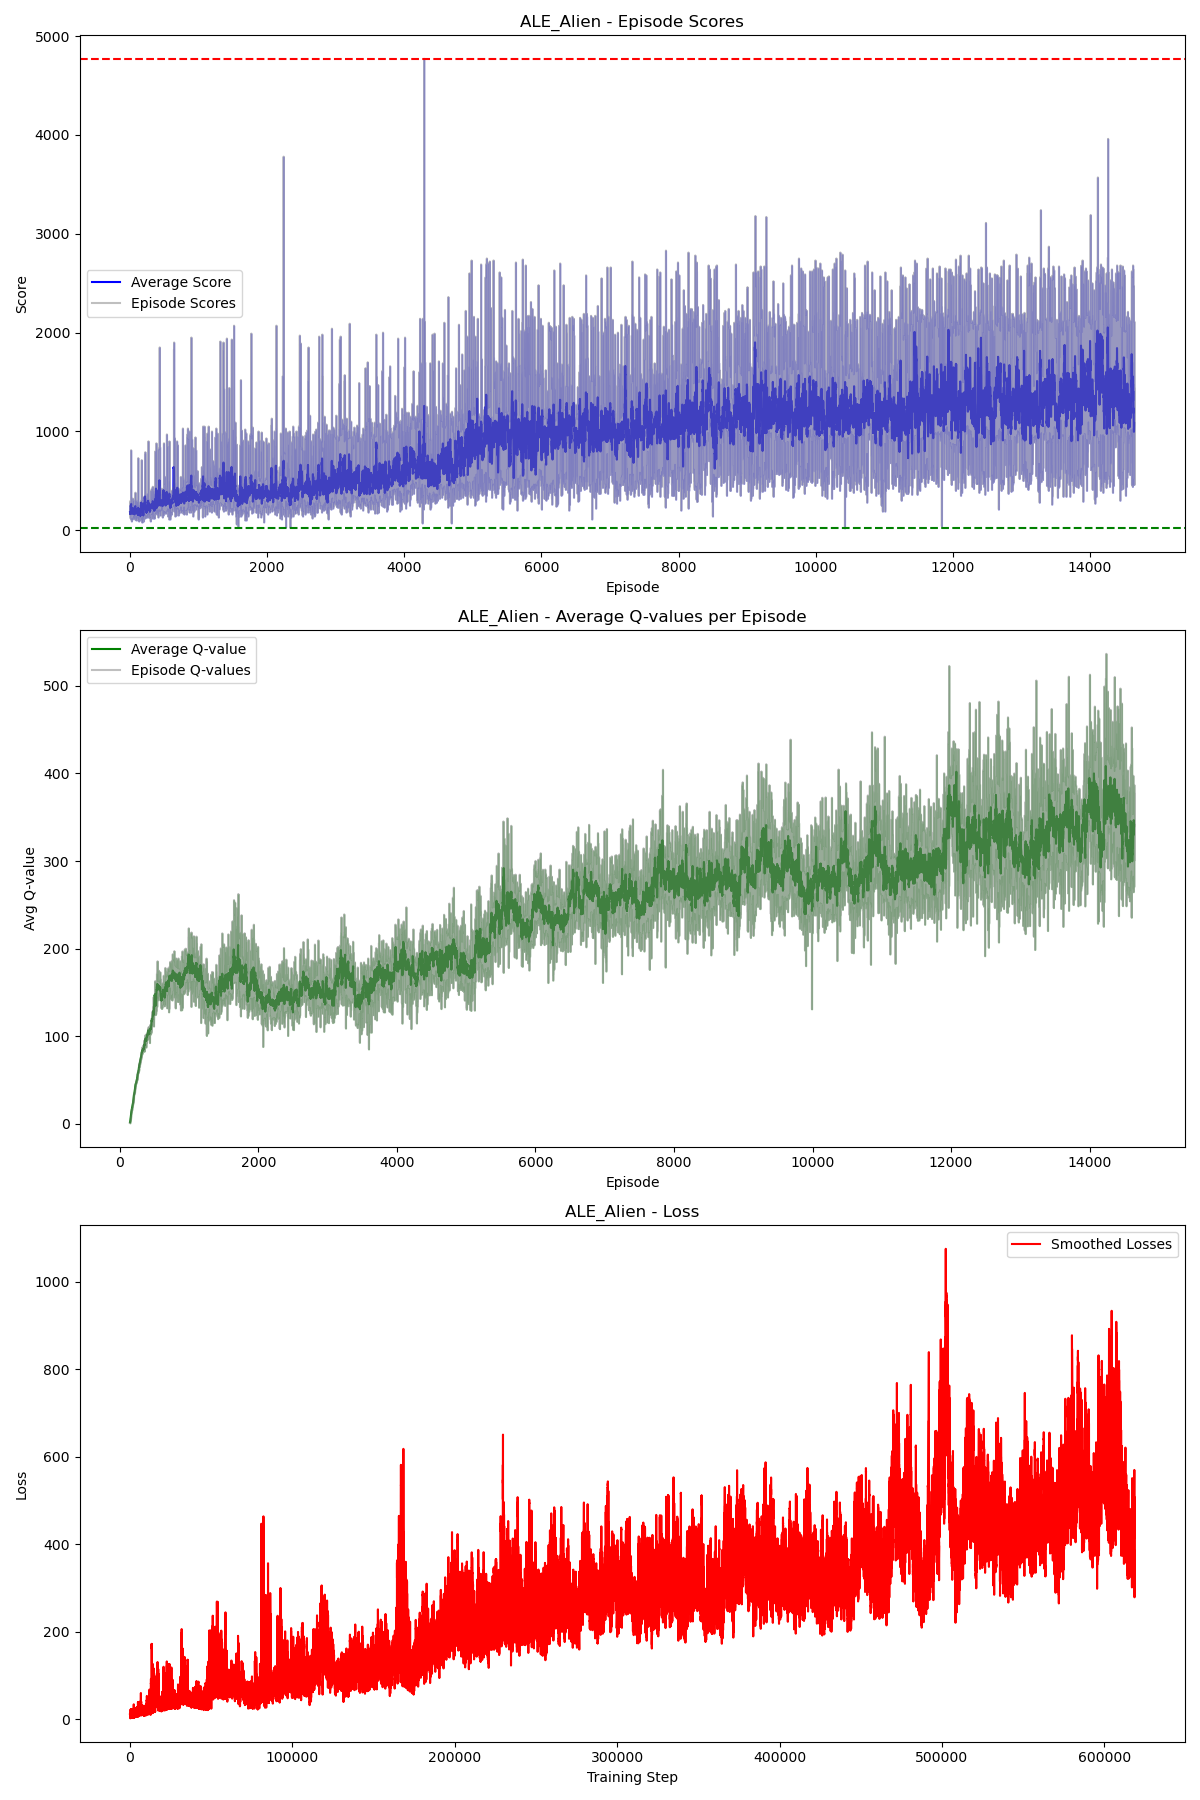 ALE_Alien - Episode Scores
5000
4000
3000
2000
1000
0
Score
Average Score
Episode Scores
0 2000 4000 6000 8000 10000 12000 14000
Episode
ALE_Alien - Average Q-values per Episode
Average Q-value
Episode Q-values
500
400
300
200
100
0
Avg Q-value
0 2000 4000 6000 8000 10000 12000 14000
Episode
ALE_Alien - Loss
Smoothed Losses
1000
800
600
400
200
0
Loss
0 100000 200000 300000 400000 500000 600000
Training Step